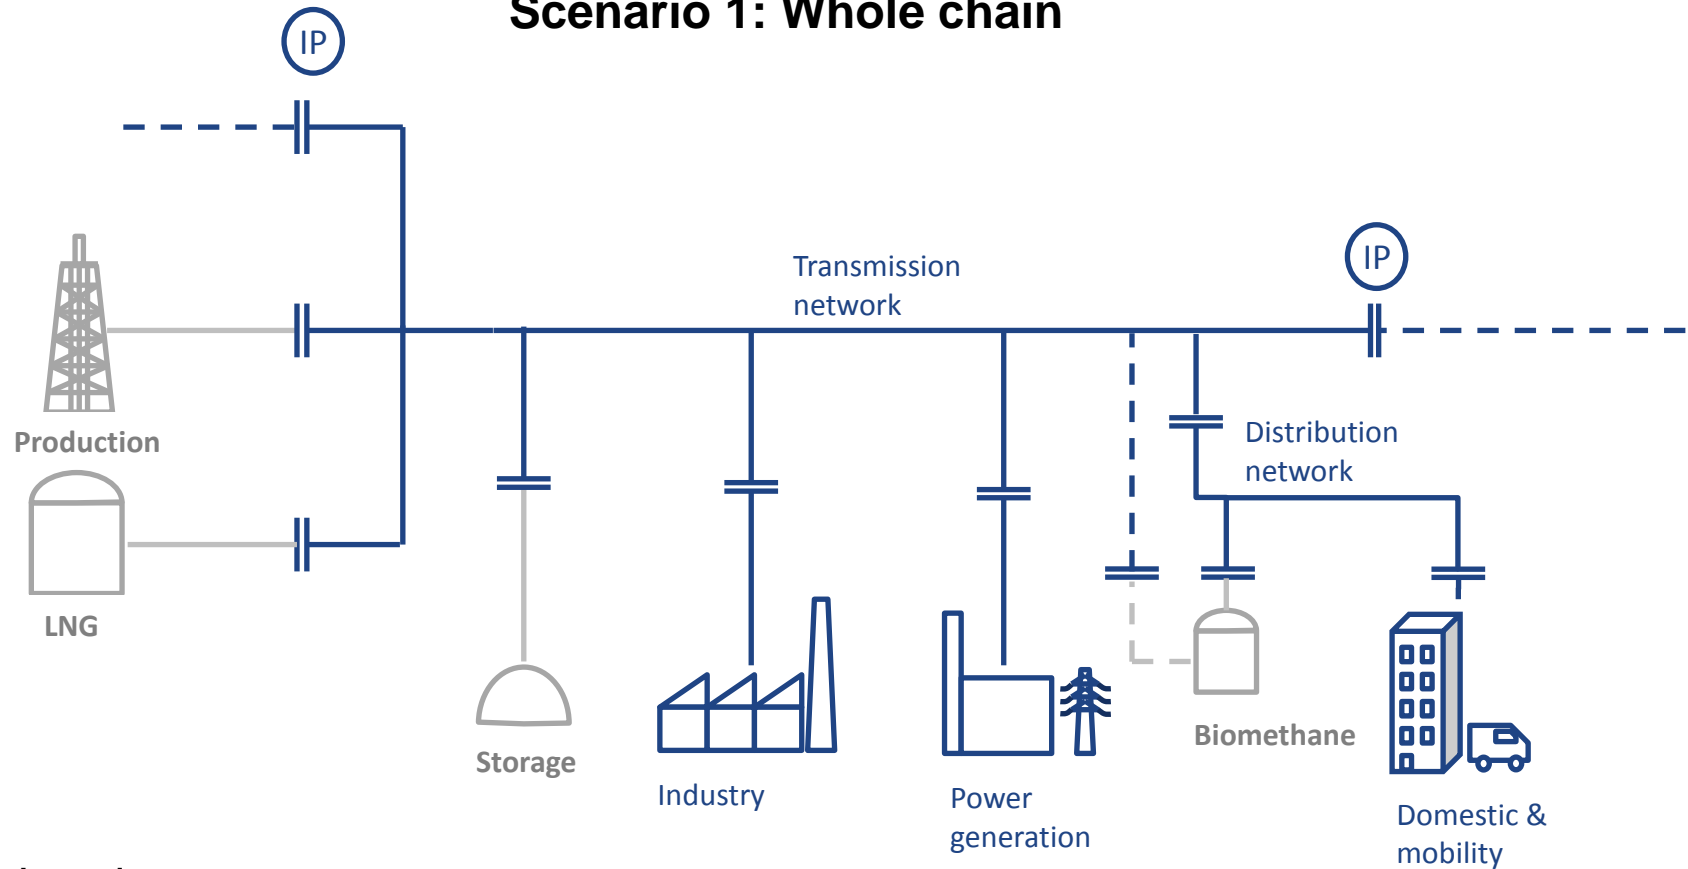 Scenario 1: Whole chain
IP
IP
Transmission
network
Distribution
network
Production
LNG
Storage
Industry
Power
generation
Biomethane
Domestic &
mobility